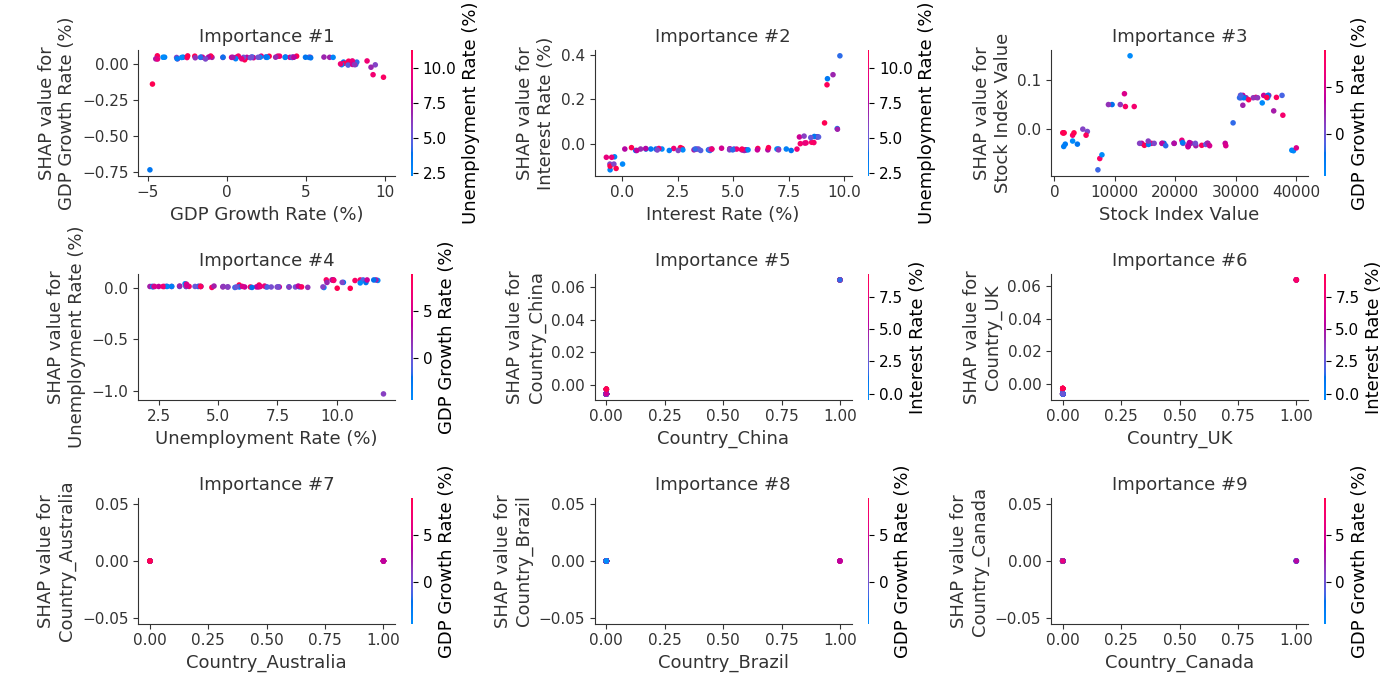 Importance #1
SHAP value for
GDP Growth Rate (%)
0.00
−0.25
−0.50
−0.75
−5
0
5
10
GDP Growth Rate (%)
10.0
7.5
5.0
2.5
Unemployment Rate (%)
Importance #2
SHAP value for
Interest Rate (%)
0.4
0.2
0.0
0.0
2.5
5.0
7.5
10.0
Interest Rate (%)
10.0
7.5
5.0
2.5
Unemployment Rate (%)
Importance #3
SHAP value for
Stock Index Value
0.1
0.0
0
10000
20000
30000
40000
Stock Index Value
5
0
GDP Growth Rate (%)
Importance #4
SHAP value for
Unemployment Rate (%)
0.0
−0.5
−1.0
2.5
5.0
7.5
10.0
Unemployment Rate (%)
5
0
GDP Growth Rate (%)
Importance #5
SHAP value for
Country_China
0.06
0.04
0.02
0.00
0.00
0.25
0.50
0.75
1.00
Country_China
7.5
5.0
2.5
0.0
Interest Rate (%)
Importance #6
SHAP value for
Country_UK
0.06
0.04
0.02
0.00
0.00
0.25
0.50
0.75
1.00
Country_UK
7.5
5.0
2.5
0.0
Interest Rate (%)
Importance #7
SHAP value for
Country_Australia
0.05
0.00
−0.05
0.00
0.25
0.50
0.75
1.00
Country_Australia
5
0
GDP Growth Rate (%)
Importance #8
SHAP value for
Country_Brazil
0.05
0.00
−0.05
0.00
0.25
0.50
0.75
1.00
Country_Brazil
5
0
GDP Growth Rate (%)
Importance #9
SHAP value for
Country_Canada
0.05
0.00
−0.05
0.00
0.25
0.50
0.75
1.00
Country_Canada
5
0
GDP Growth Rate (%)